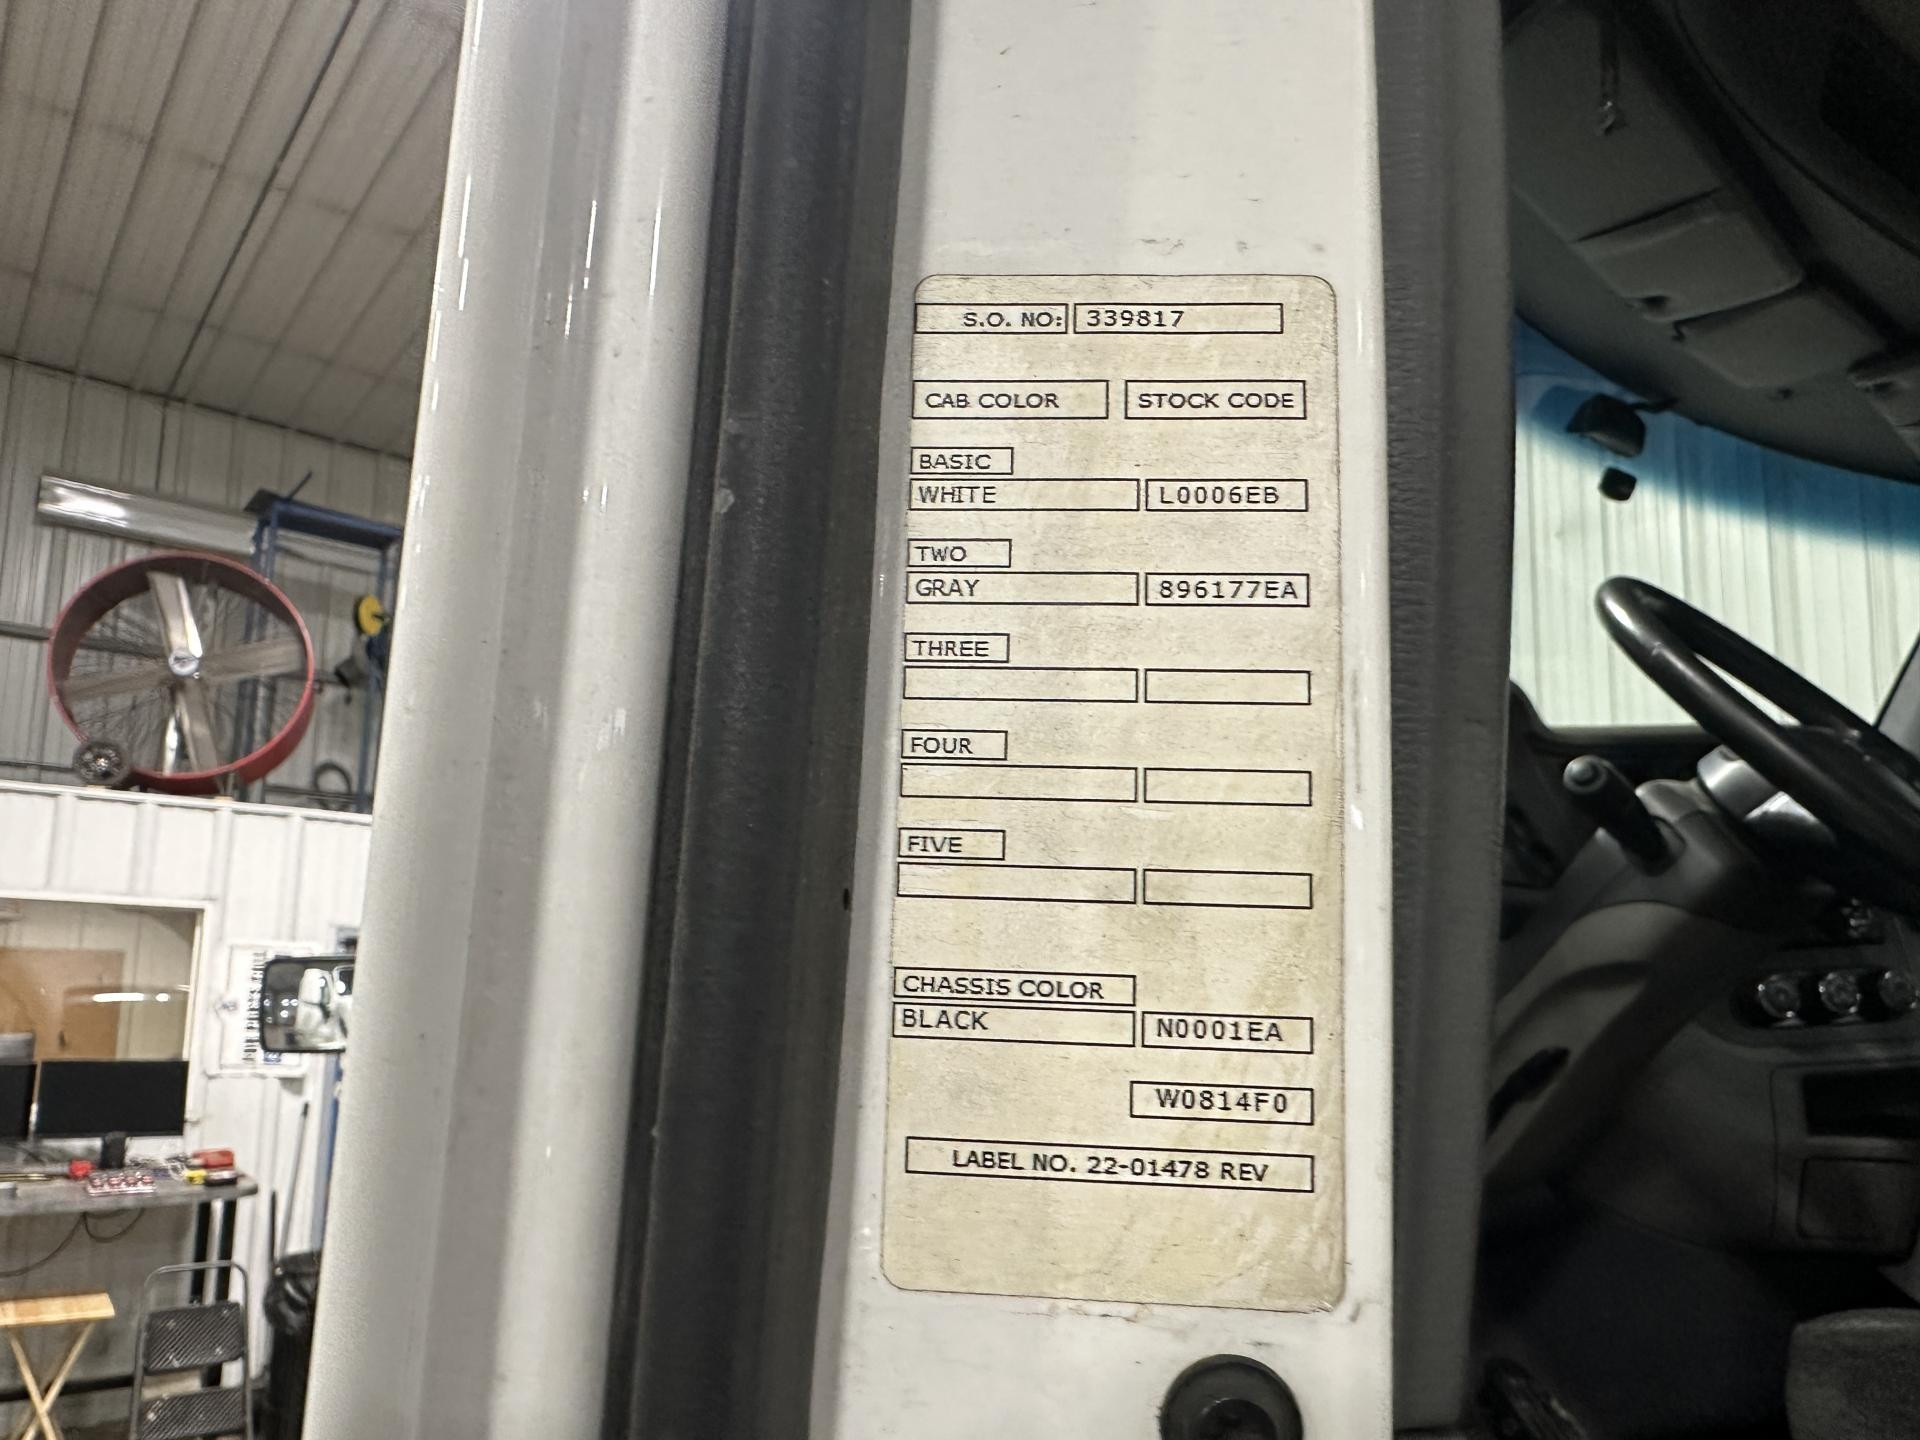 S.O. NO: 339817
CAB COLOR STOCK CODE
BASIC
WHITE L0006EB
TWO
GRAY 896177EA
THREE
FOUR
FIVE
CHASSIS COLOR
BLACK N0001EA
W0814F0
LABEL NO. 22-01478 REV